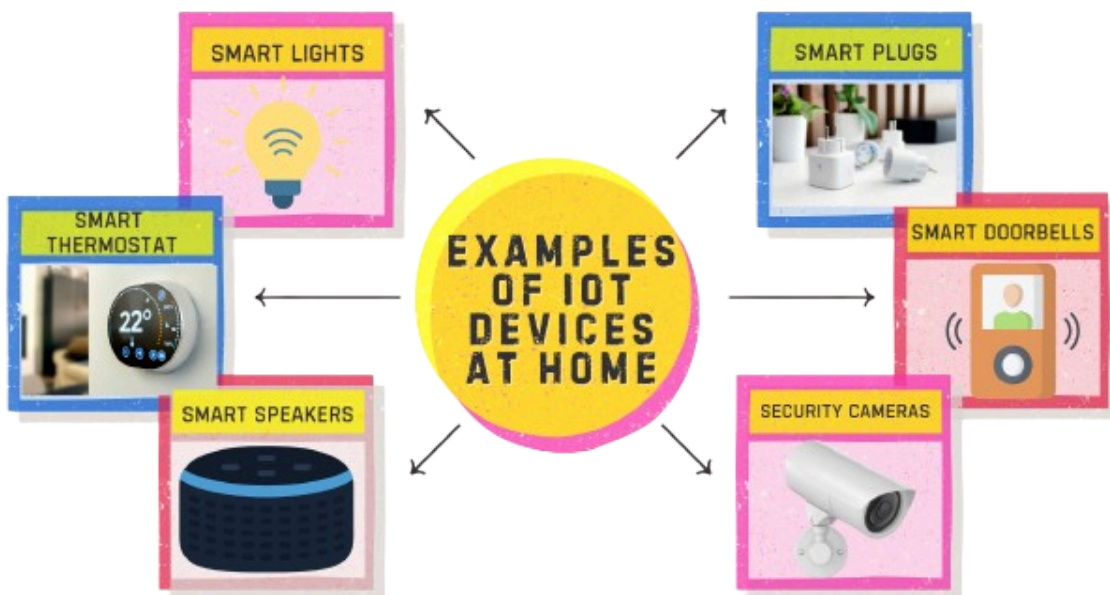 SMART LIGHTS
SMART PLUGS
SMART
THERMOSTAT
22°
SMART DOORBELLS
EXAMPLES
OF IOT
DEVICES
AT HOME
SMART SPEAKERS
SECURITY CAMERAS